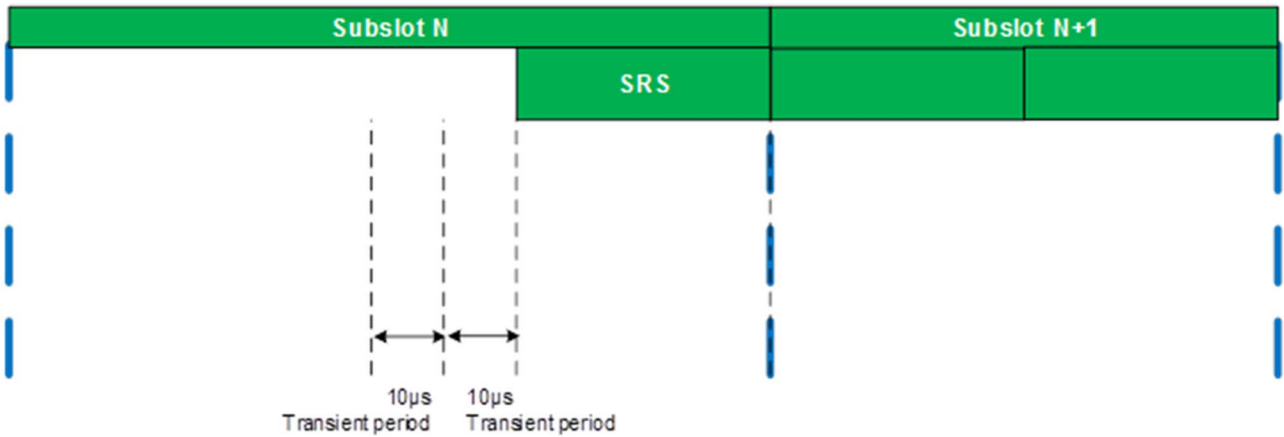 Subslot N
Subslot N+1
SRS
10µs
Transient period
10µs
Transient period